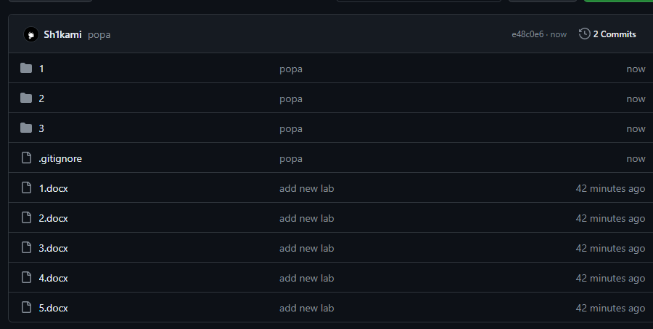 Sh1kami popa e48c0e6 · now 2 Commits
1 popa now
2 popa now
3 popa now
.gitignore popa now
1.docx add new lab 42 minutes ago
2.docx add new lab 42 minutes ago
3.docx add new lab 42 minutes ago
4.docx add new lab 42 minutes ago
5.docx add new lab 42 minutes ago